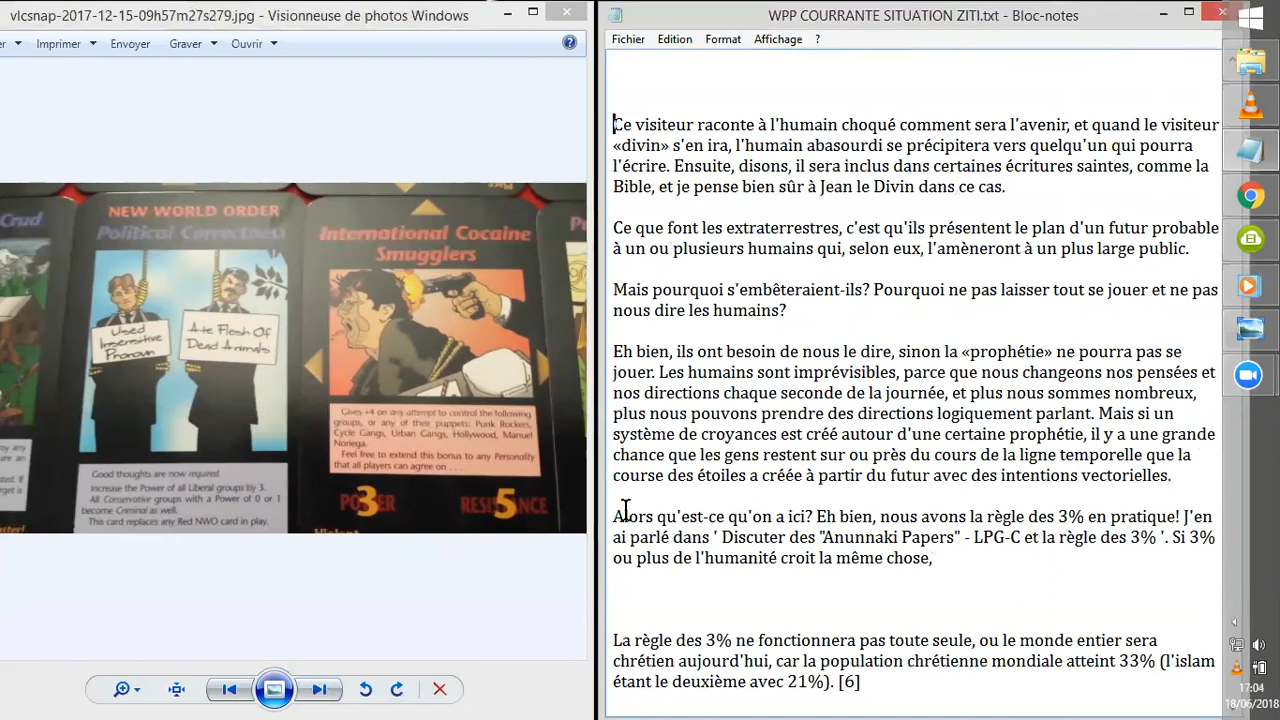 vlcsnap-2017-12-15-09h57m27s279.jpg - Visionneuse de photos Windows
Imprimer Envoyer Graver Ouvrir
Crud
NEW WORLD ORDER
Political Correctness
Used
Insensitive
Pronoun
Ate Flesh Of
Dead Animals
Good thoughts are now required.
Increase the Power of all Liberal groups by 3.
All Conservative groups with a Power of 0 or 1
become Criminal as well.
This card replaces any Red NWO card in play.
International Cocaine
Smugglers
Gives +4 on any attempt to control the following
groups, or any of their puppets: Punk Rockers,
Cycle Gangs, Urban Gangs, Hollywood, Manuel
Noriega.
Feel free to extend this bonus to any Personality
that all players can agree on . . .
POWER 3 RESISTANCE 5
Violent
WPP COURRANTE SITUATION ZITI.txt - Bloc-notes
Fichier Edition Format Affichage ?
Ce visiteur raconte à l'humain choqué comment sera l'avenir, et quand le visiteur
«divin» s'en ira, l'humain abasourdi se précipitera vers quelqu'un qui pourra
l'écrire. Ensuite, disons, il sera inclus dans certaines écritures saintes, comme la
Bible, et je pense bien sûr à Jean le Divin dans ce cas.
Ce que font les extraterrestres, c'est qu'ils présentent le plan d'un futur probable
à un ou plusieurs humains qui, selon eux, l'amèneront à un plus large public.
Mais pourquoi s'embêteraient-ils? Pourquoi ne pas laisser tout se jouer et ne pas
nous dire les humains?
Eh bien, ils ont besoin de nous le dire, sinon la «prophétie» ne pourra pas se
jouer. Les humains sont imprévisibles, parce que nous changeons nos pensées et
nos directions chaque seconde de la journée, et plus nous sommes nombreux,
plus nous pouvons prendre des directions logiquement parlant. Mais si un
système de croyances est créé autour d'une certaine prophétie, il y a une grande
chance que les gens restent sur ou près du cours de la ligne temporelle que la
course des étoiles a créée à partir du futur avec des intentions vectorielles.
Alors qu'est-ce qu'on a ici? Eh bien, nous avons la règle des 3% en pratique! J'en
ai parlé dans ' Discuter des "Anunnaki Papers" - LPG-C et la règle des 3% '. Si 3%
ou plus de l'humanité croit la même chose,
La règle des 3% ne fonctionnera pas toute seule, ou le monde entier sera
chrétien aujourd'hui, car la population chrétienne mondiale atteint 33% (l'islam
étant le deuxième avec 21%). [6]
17:04
18/06/2018